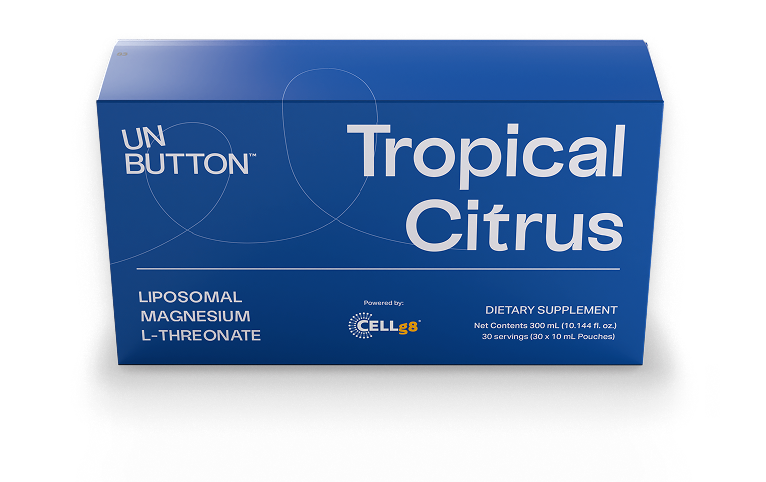 UN
BUTTON™
Tropical
Citrus
LIPOSOMAL
MAGNESIUM
L-THREONATE
Powered by:
CELLg8®
DIETARY SUPPLEMENT
Net Contents 300 mL (10.144 fl. oz.)
30 servings (30 x 10 mL Pouches)